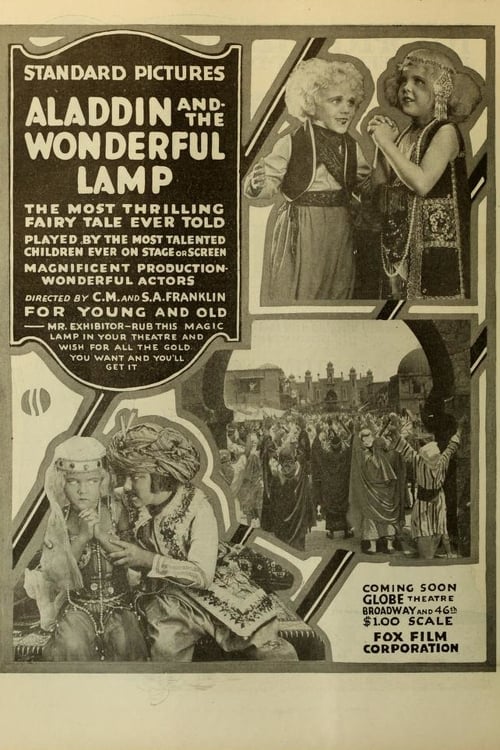 STANDARD PICTURES
ALADDIN AND THE
WONDERFUL
LAMP
THE MOST THRILLING
FAIRY TALE EVER TOLD
PLAYED BY THE MOST TALENTED
CHILDREN EVER ON STAGE OR SCREEN
MAGNIFICENT PRODUCTION-
WONDERFUL ACTORS
DIRECTED BY C.M. AND S.A. FRANKLIN
FOR YOUNG AND OLD
— MR. EXHIBITOR—RUB THIS MAGIC
LAMP IN YOUR THEATRE AND
WISH FOR ALL THE GOLD
YOU WANT AND YOU'LL
GET IT
COMING SOON
GLOBE THEATRE
BROADWAY AND 46th
$1.00 SCALE
FOX FILM
CORPORATION